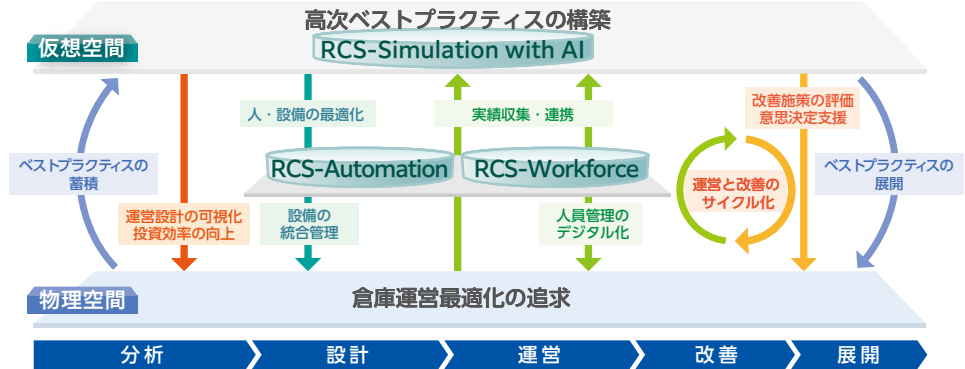 高次ベストプラクティスの構築
仮想空間
RCS-Simulation with AI
人・設備の最適化
実績収集・連携
改善施策の評価
意思決定支援
ベストプラクティスの
蓄積
RCS-Automation
RCS-Workforce
運営と改善の
サイクル化
ベストプラクティスの
展開
運営設計の可視化
投資効率の向上
設備の
統合管理
人員管理の
デジタル化
物理空間
倉庫運営最適化の追求
分析
設計
運営
改善
展開